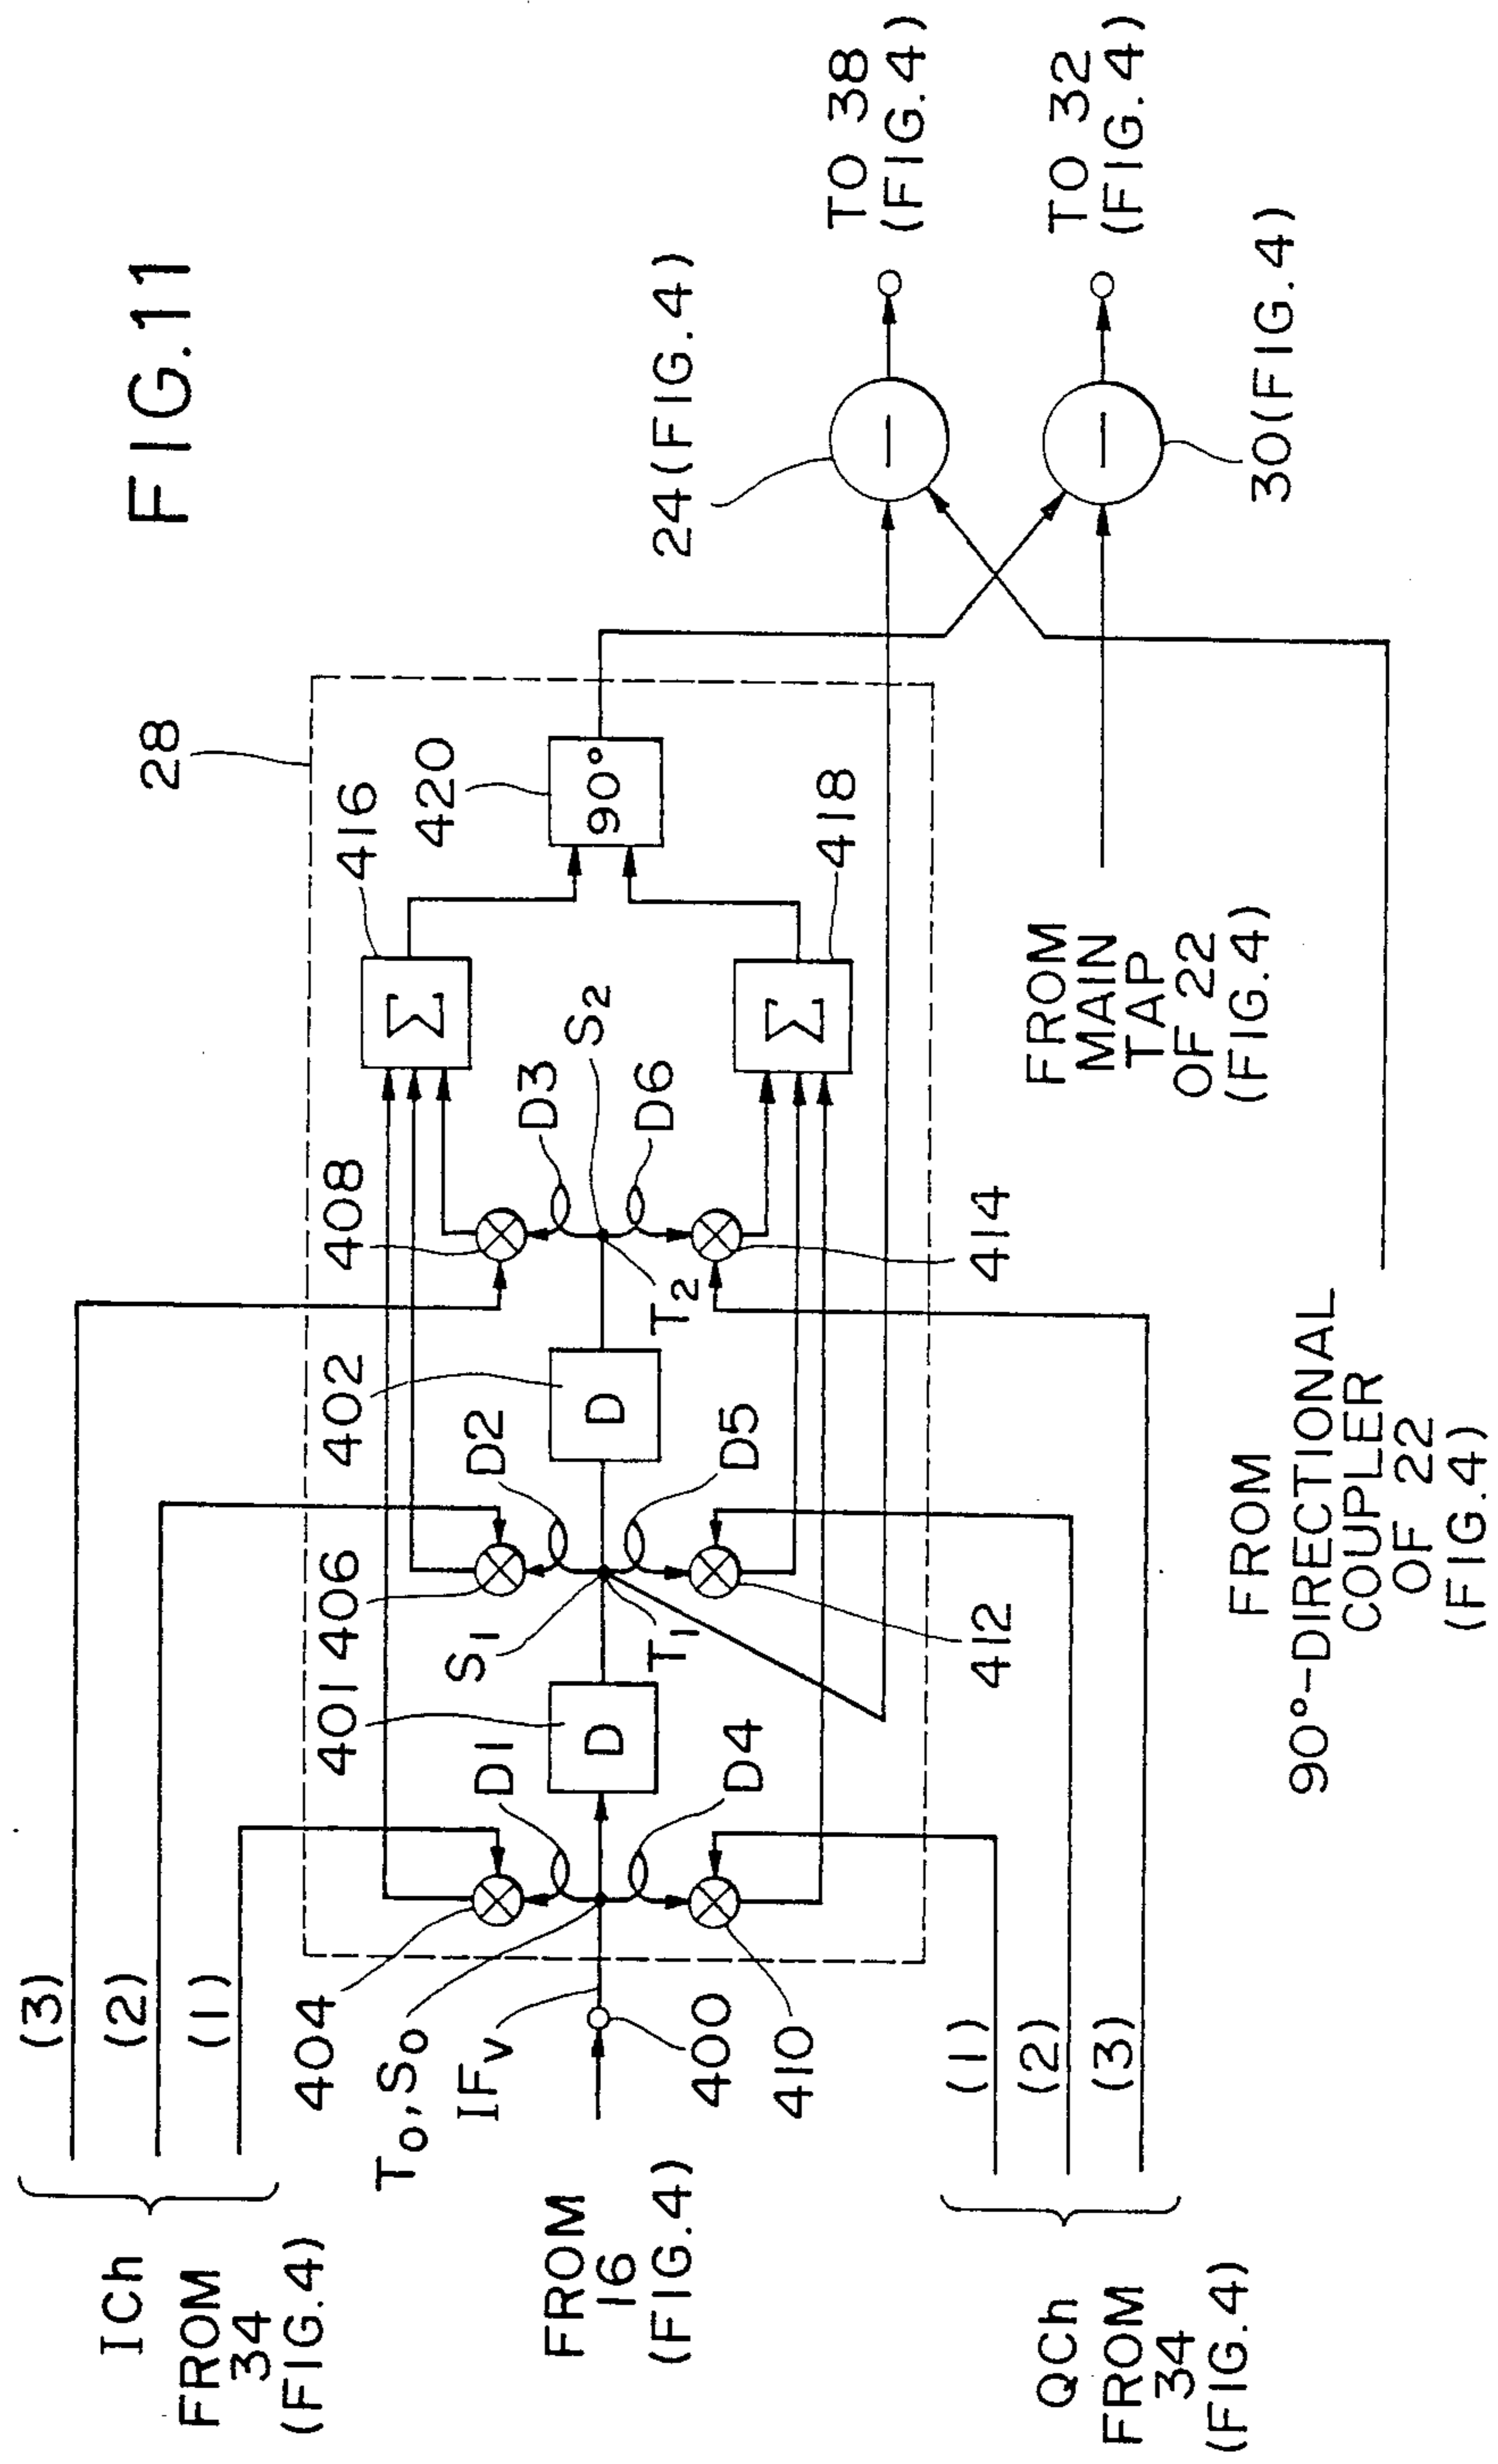 FIG.11
(3)
(2)
(1)
ICh
FROM
34
(FIG.4)
28
404
401
406
402
408
416
420
T0, S0
IFV
FROM
16
(FIG.4)
400
410
D1
D4
D
S1
T1
D2
D5
D
T2
S2
D3
D6
412
414
Σ
Σ
418
90°
24(FIG.4)
TO 38
(FIG.4)
TO 32
(FIG.4)
30(FIG.4)
(1)
(2)
(3)
QCh
FROM
34
(FIG.4)
FROM
MAIN
TAP
OF 22
(FIG.4)
FROM
90°-DIRECTIONAL
COUPLER
OF 22
(FIG.4)